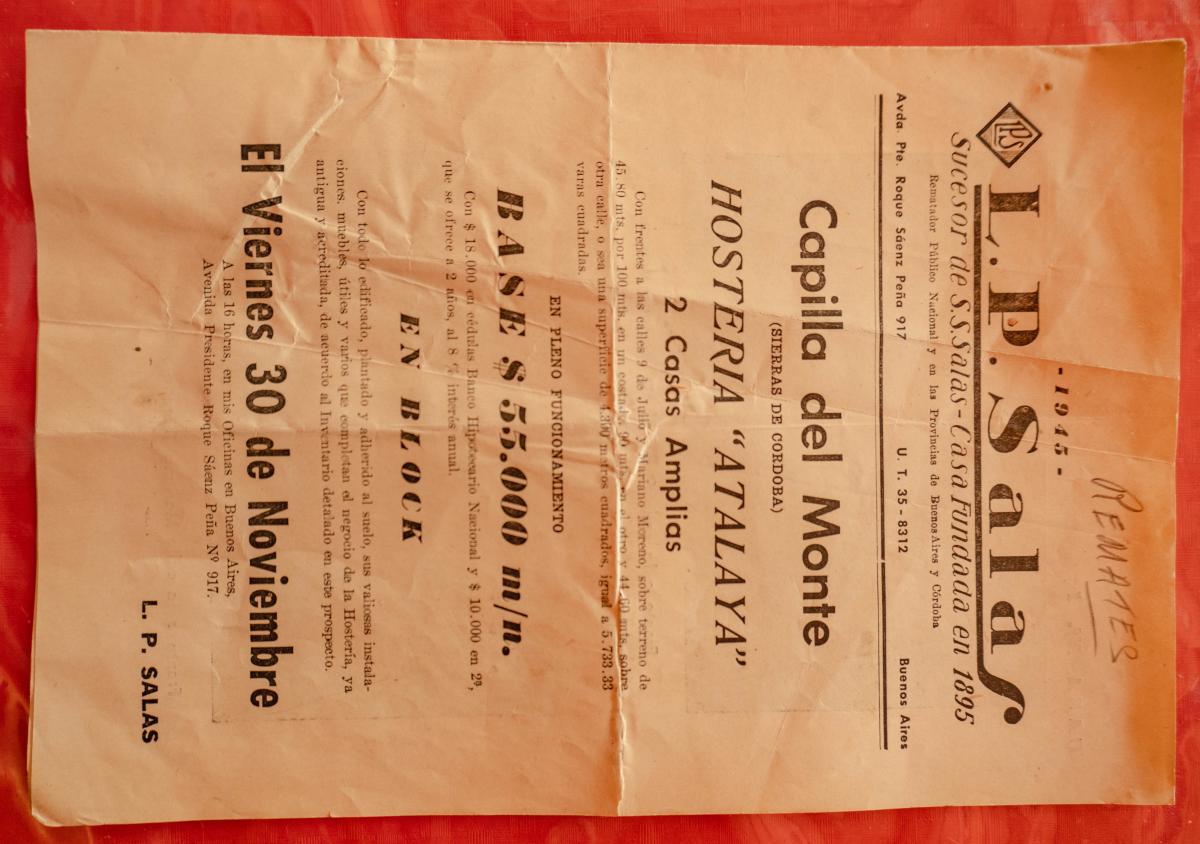 REMATES
- 1945 -
LPS
L. P. Salas
Sucesor de S.S.Salas - Casa Fundada en 1895
Rematador Público Nacional y en las Provincias de Buenos Aires y Córdoba
Avda. Pte. Roque Sáenz Peña 917 U. T. 35 - 8312 Buenos Aires
Capilla del Monte
(SIERRAS DE CORDOBA)
HOSTERIA “ATALAYA”
2 Casas Amplias
Con frentes a las calles 9 de Julio y Mariano Moreno, sobre terreno de
45.80 mts. por 100 mts. en un costado, 90 mts. en el otro y 44.60 mts. sobre
otra calle, o sea una superficie de 4.300 metros cuadrados, igual a 5.733.33
varas cuadradas.
EN PLENO FUNCIONAMIENTO
BASE $ 55.000 m/n.
Con $ 18.000 en cédulas Banco Hipotecario Nacional y $ 10.000 en 2ª,
que se ofrece a 2 años, al 8 % interés anual.
EN BLOCK
Con todo lo edificado, plantado y adherido al suelo, sus valiosas instala-
ciones, muebles, útiles y varios que completan el negocio de la Hostería, ya
antigua y acreditada, de acuerdo al Inventario detalado en este prospecto.
El Viernes 30 de Noviembre
A las 16 horas, en mis Oficinas en Buenos Aires,
Avenida Presidente Roque Sáenz Peña Nº 917.
L. P. SALAS